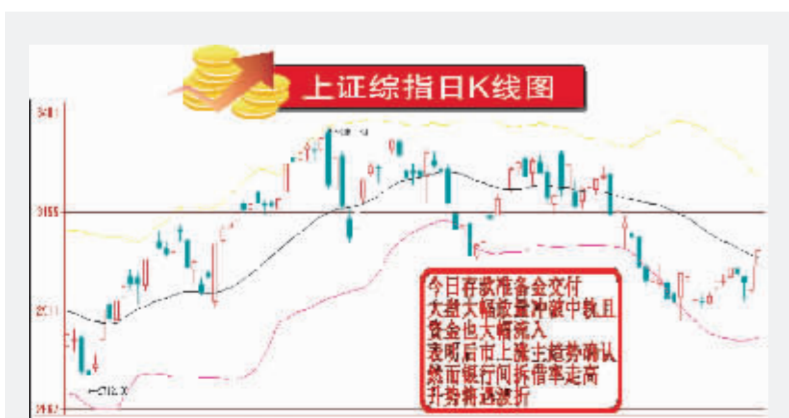 上证综指日K线图
3155
今日存款准备金交付
大盘大幅放量冲破中轨且
资金也大幅流入
表明后市上涨主趋势确认
然而银行间拆借率走高
升势将遇波折